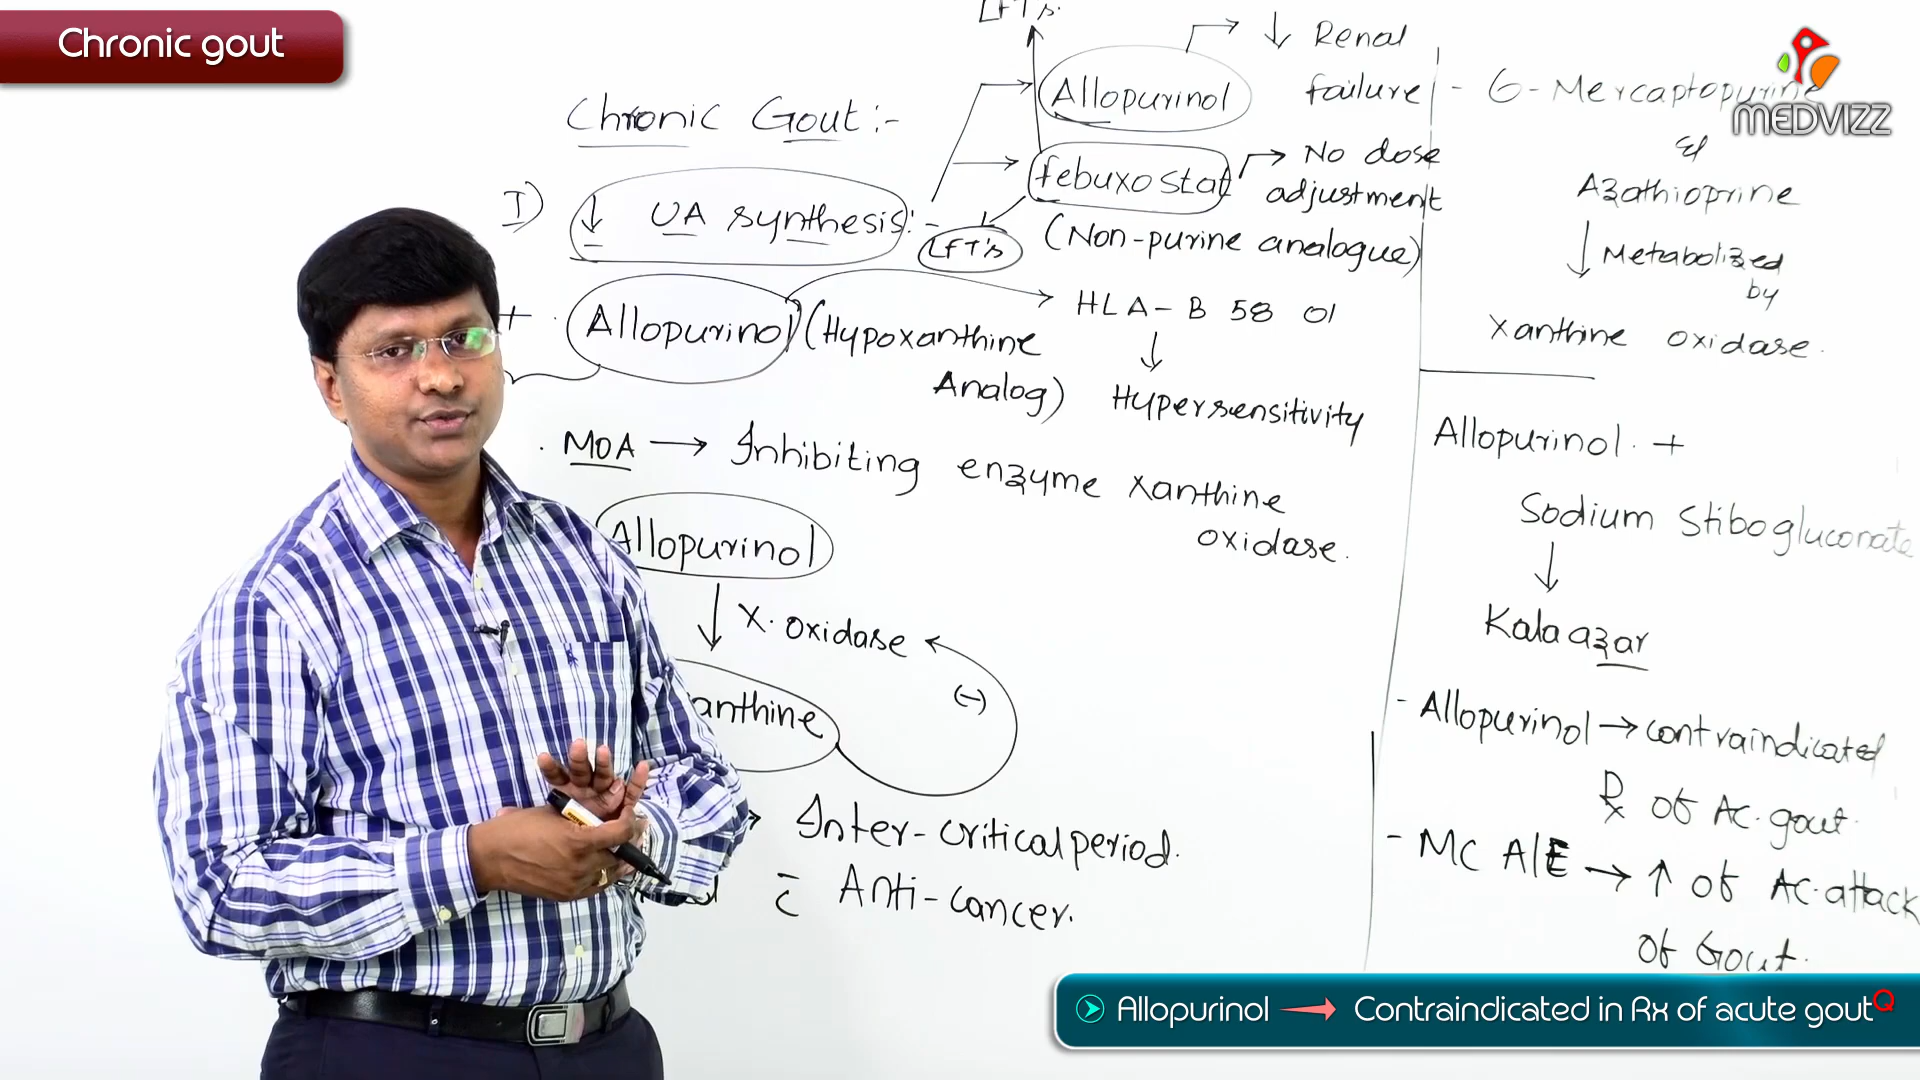 Chronic gout
MEDVIZZ
LFT's.
Chronic Gout :-
I) ↓ UA synthesis :-
Allopurinol → ↓ Renal
failure
febuxostat → No dose
adjustment
(Non-purine analogue)
LFT's
+ Allopurinol (Hypoxanthine
Analog)
HLA-B 58 01
↓
Hypersensitivity
. MOA → Inhibiting enzyme Xanthine
oxidase.
Allopurinol
↓ X. oxidase
(-)
anthine
→ Inter-critical period.
c̄ Anti-cancer.
- 6-Mercaptopurine
&
Azathioprine
↓ Metabolized
by
Xanthine oxidase.
Allopurinol. +
Sodium Stibogluconate
↓
Kala azar
- Allopurinol → contraindicated
Rx of Ac. gout.
- MC A/E → ↑ of Ac. attack
of Gout.
Allopurinol → Contraindicated in Rx of acute gout Q